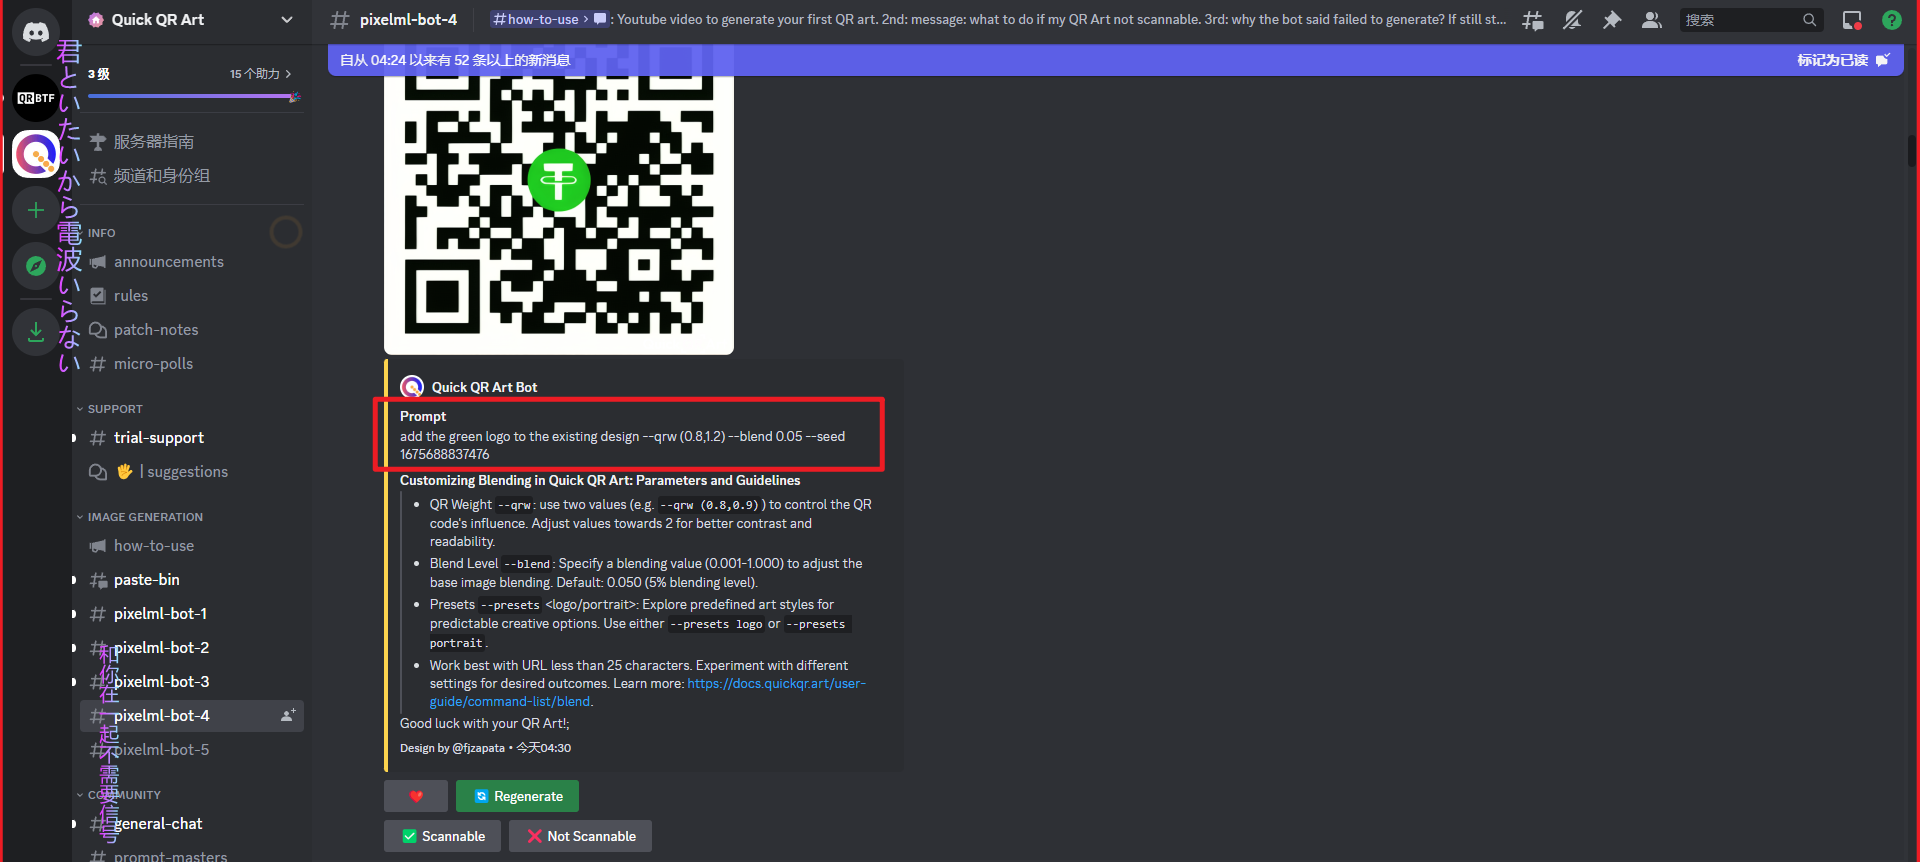 Quick QR Art
3 级
15 个助力
服务器指南
频道和身份组
INFO
announcements
rules
patch-notes
micro-polls
SUPPORT
trial-support
| suggestions
IMAGE GENERATION
how-to-use
paste-bin
pixelml-bot-1
pixelml-bot-2
pixelml-bot-3
pixelml-bot-4
pixelml-bot-5
COMMUNITY
general-chat
prompt-masters
QRBTF
君といたいから電波いらない
和你在一起不需要信号
pixelml-bot-4
#how-to-use › : Youtube video to generate your first QR art. 2nd: message: what to do if my QR Art not scannable. 3rd: why the bot said failed to generate? If still st...
搜索
自从 04:24 以来有 52 条以上的新消息
标记为已读
Quick QR Art Bot
Prompt
add the green logo to the existing design --qrw (0.8,1.2) --blend 0.05 --seed
1675688837476
Customizing Blending in Quick QR Art: Parameters and Guidelines
• QR Weight --qrw: use two values (e.g. --qrw (0.8,0.9)) to control the QR
code's influence. Adjust values towards 2 for better contrast and
readability.
• Blend Level --blend: Specify a blending value (0.001-1.000) to adjust the
base image blending. Default: 0.050 (5% blending level).
• Presets --presets <logo/portrait>: Explore predefined art styles for
predictable creative options. Use either --presets logo or --presets
portrait.
• Work best with URL less than 25 characters. Experiment with different
settings for desired outcomes. Learn more: https://docs.quickqr.art/user-
guide/command-list/blend.
Good luck with your QR Art!;
Design by @fjzapata • 今天04:30
Regenerate
Scannable
Not Scannable